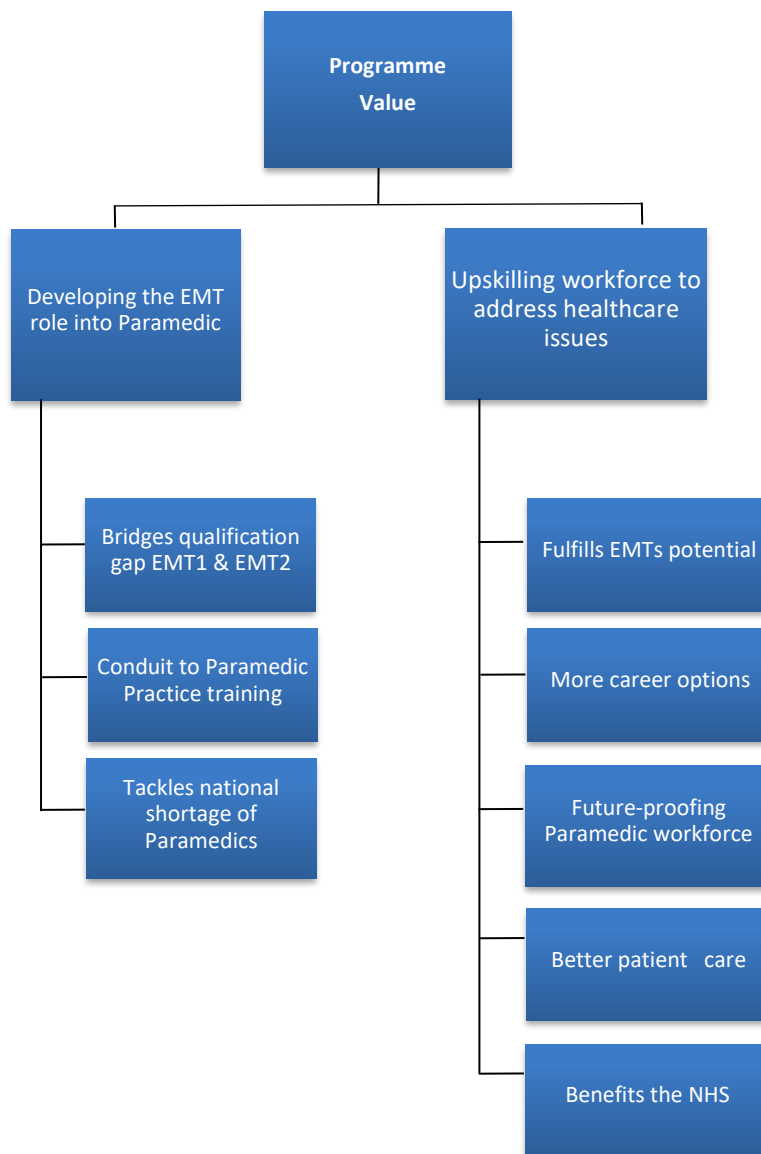 Programme
Value
Developing the EMT
role into Paramedic
Bridges qualification
gap EMT1 & EMT2
Conduit to Paramedic
Practice training
Tackles national
shortage of
Paramedics
Upskilling workforce to
address healthcare
issues
Fulfills EMTs potential
More career options
Future-proofing
Paramedic workforce
Better patient care
Benefits the NHS